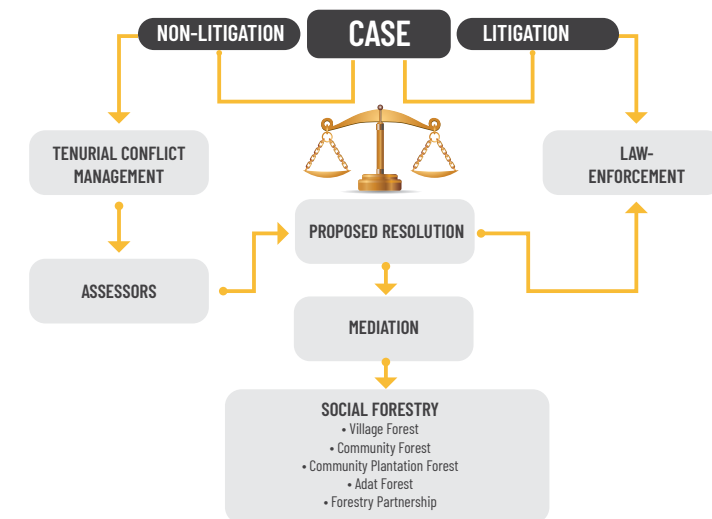 NON-LITIGATION
CASE
LITIGATION
TENURIAL CONFLICT
MANAGEMENT
LAW-
ENFORCEMENT
PROPOSED RESOLUTION
ASSESSORS
MEDIATION
SOCIAL FORESTRY
• Village Forest
• Community Forest
• Community Plantation Forest
• Adat Forest
• Forestry Partnership